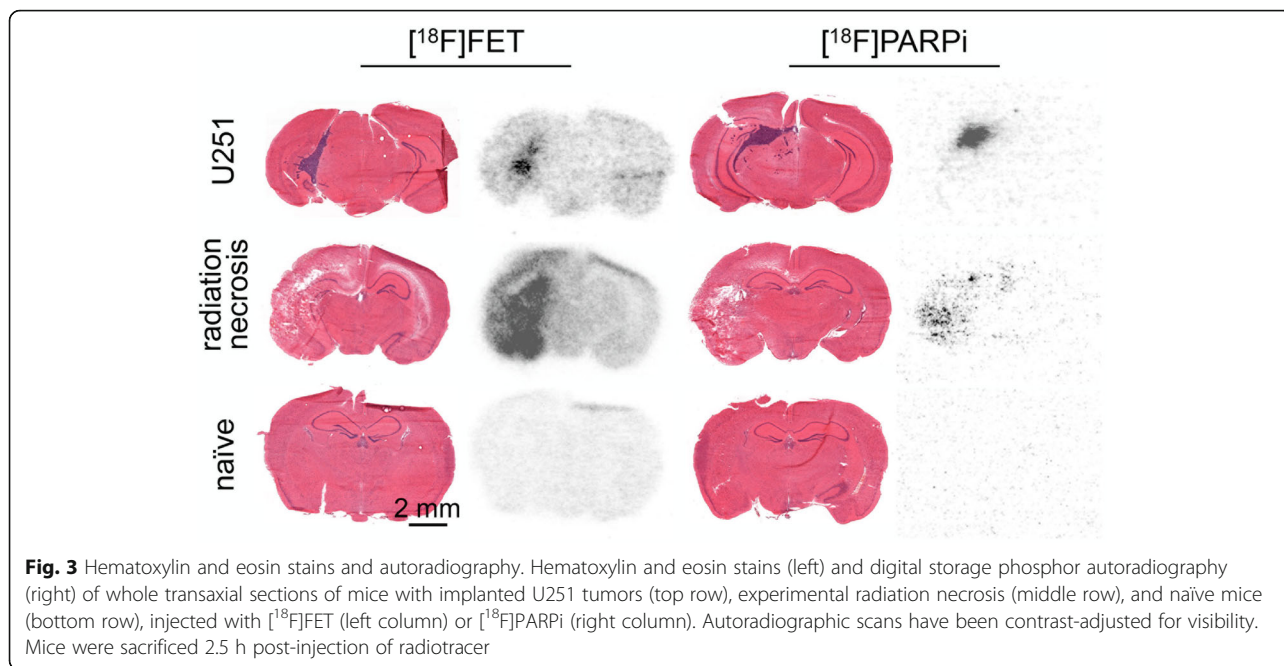 [¹⁸F]FET [¹⁸F]PARPi
U251
radiation
necrosis
naïve
2 mm
Fig. 3 Hematoxylin and eosin stains and autoradiography. Hematoxylin and eosin stains (left) and digital storage phosphor autoradiography
(right) of whole transaxial sections of mice with implanted U251 tumors (top row), experimental radiation necrosis (middle row), and naïve mice
(bottom row), injected with [¹⁸F]FET (left column) or [¹⁸F]PARPi (right column). Autoradiographic scans have been contrast-adjusted for visibility.
Mice were sacrificed 2.5 h post-injection of radiotracer